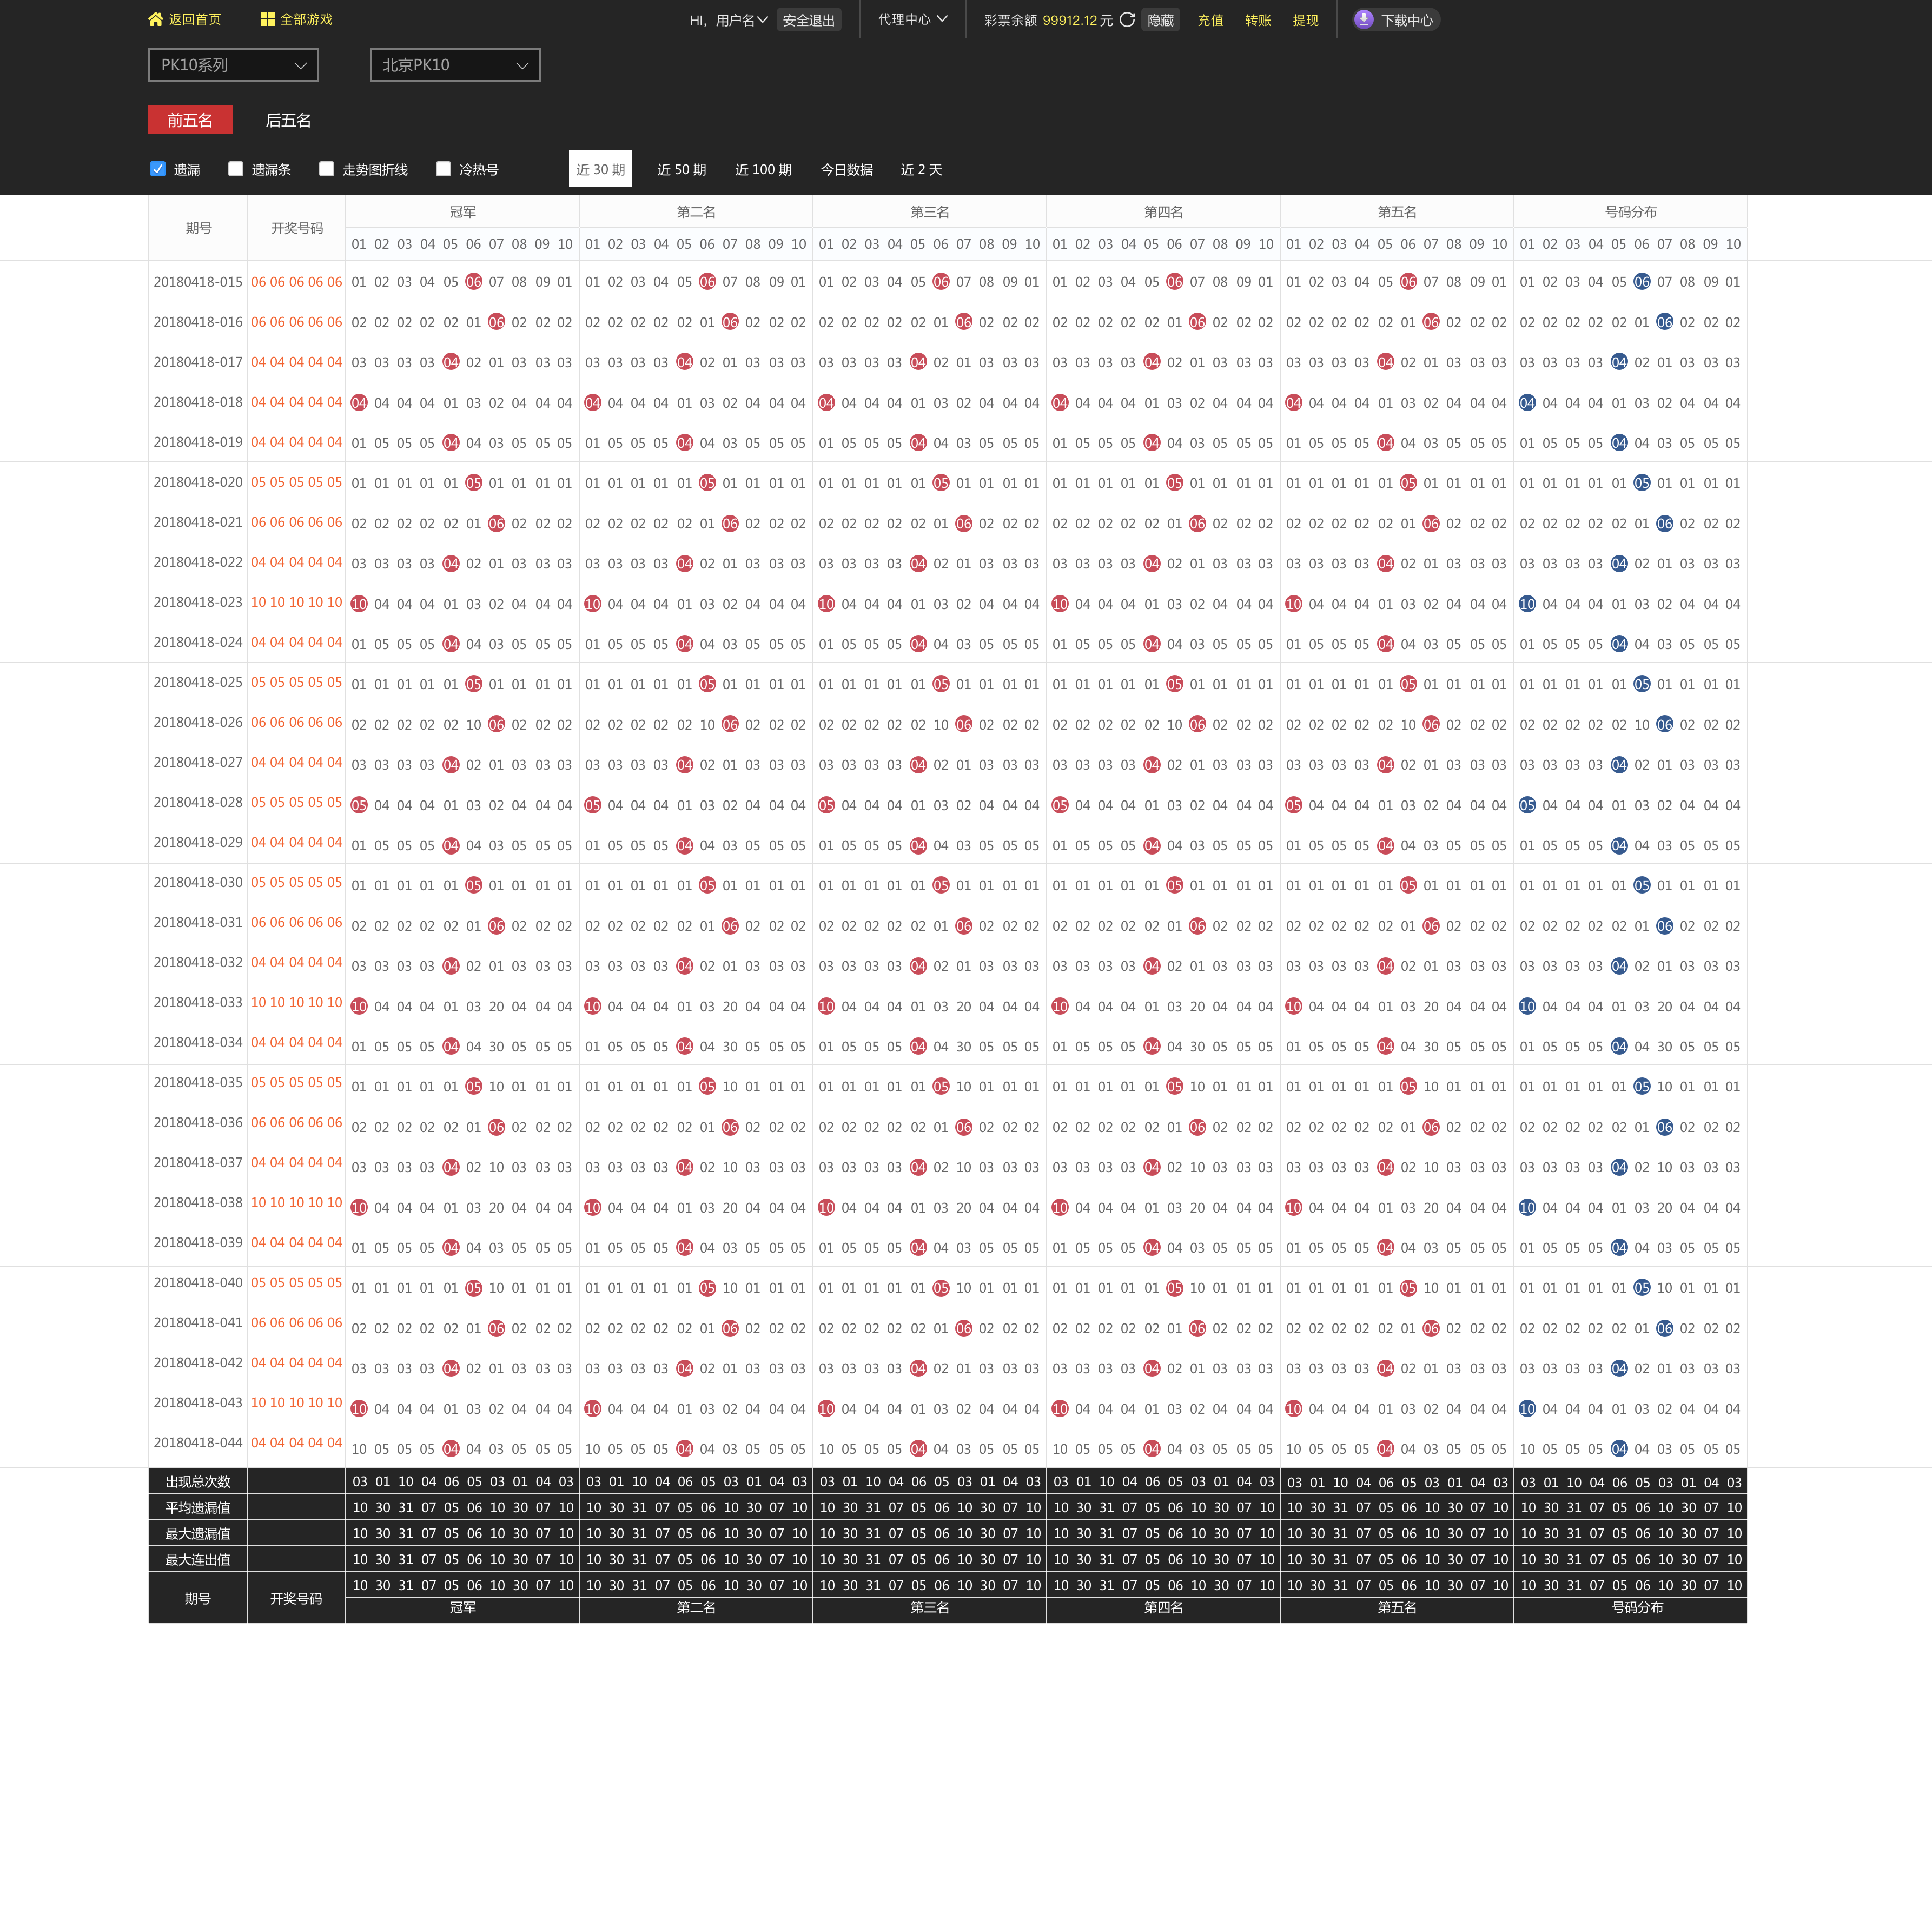 返回首页 全部游戏 HI，用户名 安全退出 代理中心 彩票余额 99912.12 元 隐藏 充值 转账 提现 下载中心
PK10系列 北京PK10
前五名 后五名
遗漏 遗漏条 走势图折线 冷热号 近 30 期 近 50 期 近 100 期 今日数据 近 2 天
期号 开奖号码 冠军 第二名 第三名 第四名 第五名 号码分布
01 02 03 04 05 06 07 08 09 10 01 02 03 04 05 06 07 08 09 10 01 02 03 04 05 06 07 08 09 10 01 02 03 04 05 06 07 08 09 10 01 02 03 04 05 06 07 08 09 10 01 02 03 04 05 06 07 08 09 10
20180418-015 06 06 06 06 06 01 02 03 04 05 06 07 08 09 01 01 02 03 04 05 06 07 08 09 01 01 02 03 04 05 06 07 08 09 01 01 02 03 04 05 06 07 08 09 01 01 02 03 04 05 06 07 08 09 01 01 02 03 04 05 06 07 08 09 01
20180418-016 06 06 06 06 06 02 02 02 02 02 01 06 02 02 02 02 02 02 02 02 01 06 02 02 02 02 02 02 02 02 01 06 02 02 02 02 02 02 02 02 01 06 02 02 02 02 02 02 02 02 01 06 02 02 02 02 02 02 02 02 01 06 02 02 02
20180418-017 04 04 04 04 04 03 03 03 03 04 02 01 03 03 03 03 03 03 03 04 02 01 03 03 03 03 03 03 03 04 02 01 03 03 03 03 03 03 03 04 02 01 03 03 03 03 03 03 03 04 02 01 03 03 03 03 03 03 03 04 02 01 03 03 03
20180418-018 04 04 04 04 04 04 04 04 04 01 03 02 04 04 04 04 04 04 04 01 03 02 04 04 04 04 04 04 04 01 03 02 04 04 04 04 04 04 04 01 03 02 04 04 04 04 04 04 04 01 03 02 04 04 04 04 04 04 04 01 03 02 04 04 04
20180418-019 04 04 04 04 04 01 05 05 05 04 04 03 05 05 05 01 05 05 05 04 04 03 05 05 05 01 05 05 05 04 04 03 05 05 05 01 05 05 05 04 04 03 05 05 05 01 05 05 05 04 04 03 05 05 05 01 05 05 05 04 04 03 05 05 05
20180418-020 05 05 05 05 05 01 01 01 01 01 05 01 01 01 01 01 01 01 01 01 05 01 01 01 01 01 01 01 01 01 05 01 01 01 01 01 01 01 01 01 05 01 01 01 01 01 01 01 01 01 05 01 01 01 01 01 01 01 01 01 05 01 01 01 01
20180418-021 06 06 06 06 06 02 02 02 02 02 01 06 02 02 02 02 02 02 02 02 01 06 02 02 02 02 02 02 02 02 01 06 02 02 02 02 02 02 02 02 01 06 02 02 02 02 02 02 02 02 01 06 02 02 02 02 02 02 02 02 01 06 02 02 02
20180418-022 04 04 04 04 04 03 03 03 03 04 02 01 03 03 03 03 03 03 03 04 02 01 03 03 03 03 03 03 03 04 02 01 03 03 03 03 03 03 03 04 02 01 03 03 03 03 03 03 03 04 02 01 03 03 03 03 03 03 03 04 02 01 03 03 03
20180418-023 10 10 10 10 10 10 04 04 04 01 03 02 04 04 04 10 04 04 04 01 03 02 04 04 04 10 04 04 04 01 03 02 04 04 04 10 04 04 04 01 03 02 04 04 04 10 04 04 04 01 03 02 04 04 04 10 04 04 04 01 03 02 04 04 04
20180418-024 04 04 04 04 04 01 05 05 05 04 04 03 05 05 05 01 05 05 05 04 04 03 05 05 05 01 05 05 05 04 04 03 05 05 05 01 05 05 05 04 04 03 05 05 05 01 05 05 05 04 04 03 05 05 05 01 05 05 05 04 04 03 05 05 05
20180418-025 05 05 05 05 05 01 01 01 01 01 05 01 01 01 01 01 01 01 01 01 05 01 01 01 01 01 01 01 01 01 05 01 01 01 01 01 01 01 01 01 05 01 01 01 01 01 01 01 01 01 05 01 01 01 01 01 01 01 01 01 05 01 01 01 01
20180418-026 06 06 06 06 06 02 02 02 02 02 10 06 02 02 02 02 02 02 02 02 10 06 02 02 02 02 02 02 02 02 10 06 02 02 02 02 02 02 02 02 10 06 02 02 02 02 02 02 02 02 10 06 02 02 02 02 02 02 02 02 10 06 02 02 02
20180418-027 04 04 04 04 04 03 03 03 03 04 02 01 03 03 03 03 03 03 03 04 02 01 03 03 03 03 03 03 03 04 02 01 03 03 03 03 03 03 03 04 02 01 03 03 03 03 03 03 03 04 02 01 03 03 03 03 03 03 03 04 02 01 03 03 03
20180418-028 05 05 05 05 05 05 04 04 04 01 03 02 04 04 04 05 04 04 04 01 03 02 04 04 04 05 04 04 04 01 03 02 04 04 04 05 04 04 04 01 03 02 04 04 04 05 04 04 04 01 03 02 04 04 04 05 04 04 04 01 03 02 04 04 04
20180418-029 04 04 04 04 04 01 05 05 05 04 04 03 05 05 05 01 05 05 05 04 04 03 05 05 05 01 05 05 05 04 04 03 05 05 05 01 05 05 05 04 04 03 05 05 05 01 05 05 05 04 04 03 05 05 05 01 05 05 05 04 04 03 05 05 05
20180418-030 05 05 05 05 05 01 01 01 01 01 05 01 01 01 01 01 01 01 01 01 05 01 01 01 01 01 01 01 01 01 05 01 01 01 01 01 01 01 01 01 05 01 01 01 01 01 01 01 01 01 05 01 01 01 01 01 01 01 01 01 05 01 01 01 01
20180418-031 06 06 06 06 06 02 02 02 02 02 01 06 02 02 02 02 02 02 02 02 01 06 02 02 02 02 02 02 02 02 01 06 02 02 02 02 02 02 02 02 01 06 02 02 02 02 02 02 02 02 01 06 02 02 02 02 02 02 02 02 01 06 02 02 02
20180418-032 04 04 04 04 04 03 03 03 03 04 02 01 03 03 03 03 03 03 03 04 02 01 03 03 03 03 03 03 03 04 02 01 03 03 03 03 03 03 03 04 02 01 03 03 03 03 03 03 03 04 02 01 03 03 03 03 03 03 03 04 02 01 03 03 03
20180418-033 10 10 10 10 10 10 04 04 04 01 03 20 04 04 04 10 04 04 04 01 03 20 04 04 04 10 04 04 04 01 03 20 04 04 04 10 04 04 04 01 03 20 04 04 04 10 04 04 04 01 03 20 04 04 04 10 04 04 04 01 03 20 04 04 04
20180418-034 04 04 04 04 04 01 05 05 05 04 04 30 05 05 05 01 05 05 05 04 04 30 05 05 05 01 05 05 05 04 04 30 05 05 05 01 05 05 05 04 04 30 05 05 05 01 05 05 05 04 04 30 05 05 05 01 05 05 05 04 04 30 05 05 05
20180418-035 05 05 05 05 05 01 01 01 01 01 05 10 01 01 01 01 01 01 01 01 05 10 01 01 01 01 01 01 01 01 05 10 01 01 01 01 01 01 01 01 05 10 01 01 01 01 01 01 01 01 05 10 01 01 01 01 01 01 01 01 05 10 01 01 01
20180418-036 06 06 06 06 06 02 02 02 02 02 01 06 02 02 02 02 02 02 02 02 01 06 02 02 02 02 02 02 02 02 01 06 02 02 02 02 02 02 02 02 01 06 02 02 02 02 02 02 02 02 01 06 02 02 02 02 02 02 02 02 01 06 02 02 02
20180418-037 04 04 04 04 04 03 03 03 03 04 02 10 03 03 03 03 03 03 03 04 02 10 03 03 03 03 03 03 03 04 02 10 03 03 03 03 03 03 03 04 02 10 03 03 03 03 03 03 03 04 02 10 03 03 03 03 03 03 03 04 02 10 03 03 03
20180418-038 10 10 10 10 10 10 04 04 04 01 03 20 04 04 04 10 04 04 04 01 03 20 04 04 04 10 04 04 04 01 03 20 04 04 04 10 04 04 04 01 03 20 04 04 04 10 04 04 04 01 03 20 04 04 04 10 04 04 04 01 03 20 04 04 04
20180418-039 04 04 04 04 04 01 05 05 05 04 04 03 05 05 05 01 05 05 05 04 04 03 05 05 05 01 05 05 05 04 04 03 05 05 05 01 05 05 05 04 04 03 05 05 05 01 05 05 05 04 04 03 05 05 05 01 05 05 05 04 04 03 05 05 05
20180418-040 05 05 05 05 05 01 01 01 01 01 05 10 01 01 01 01 01 01 01 01 05 10 01 01 01 01 01 01 01 01 05 10 01 01 01 01 01 01 01 01 05 10 01 01 01 01 01 01 01 01 05 10 01 01 01 01 01 01 01 01 05 10 01 01 01
20180418-041 06 06 06 06 06 02 02 02 02 02 01 06 02 02 02 02 02 02 02 02 01 06 02 02 02 02 02 02 02 02 01 06 02 02 02 02 02 02 02 02 01 06 02 02 02 02 02 02 02 02 01 06 02 02 02 02 02 02 02 02 01 06 02 02 02
20180418-042 04 04 04 04 04 03 03 03 03 04 02 01 03 03 03 03 03 03 03 04 02 01 03 03 03 03 03 03 03 04 02 01 03 03 03 03 03 03 03 04 02 01 03 03 03 03 03 03 03 04 02 01 03 03 03 03 03 03 03 04 02 01 03 03 03
20180418-043 10 10 10 10 10 10 04 04 04 01 03 02 04 04 04 10 04 04 04 01 03 02 04 04 04 10 04 04 04 01 03 02 04 04 04 10 04 04 04 01 03 02 04 04 04 10 04 04 04 01 03 02 04 04 04 10 04 04 04 01 03 02 04 04 04
20180418-044 04 04 04 04 04 10 05 05 05 04 04 03 05 05 05 10 05 05 05 04 04 03 05 05 05 10 05 05 05 04 04 03 05 05 05 10 05 05 05 04 04 03 05 05 05 10 05 05 05 04 04 03 05 05 05 10 05 05 05 04 04 03 05 05 05
出现总次数 03 01 10 04 06 05 03 01 04 03 03 01 10 04 06 05 03 01 04 03 03 01 10 04 06 05 03 01 04 03 03 01 10 04 06 05 03 01 04 03 03 01 10 04 06 05 03 01 04 03 03 01 10 04 06 05 03 01 04 03
平均遗漏值 10 30 31 07 05 06 10 30 07 10 10 30 31 07 05 06 10 30 07 10 10 30 31 07 05 06 10 30 07 10 10 30 31 07 05 06 10 30 07 10 10 30 31 07 05 06 10 30 07 10 10 30 31 07 05 06 10 30 07 10
最大遗漏值 10 30 31 07 05 06 10 30 07 10 10 30 31 07 05 06 10 30 07 10 10 30 31 07 05 06 10 30 07 10 10 30 31 07 05 06 10 30 07 10 10 30 31 07 05 06 10 30 07 10 10 30 31 07 05 06 10 30 07 10
最大连出值 10 30 31 07 05 06 10 30 07 10 10 30 31 07 05 06 10 30 07 10 10 30 31 07 05 06 10 30 07 10 10 30 31 07 05 06 10 30 07 10 10 30 31 07 05 06 10 30 07 10 10 30 31 07 05 06 10 30 07 10
期号 开奖号码 10 30 31 07 05 06 10 30 07 10 10 30 31 07 05 06 10 30 07 10 10 30 31 07 05 06 10 30 07 10 10 30 31 07 05 06 10 30 07 10 10 30 31 07 05 06 10 30 07 10 10 30 31 07 05 06 10 30 07 10
冠军 第二名 第三名 第四名 第五名 号码分布